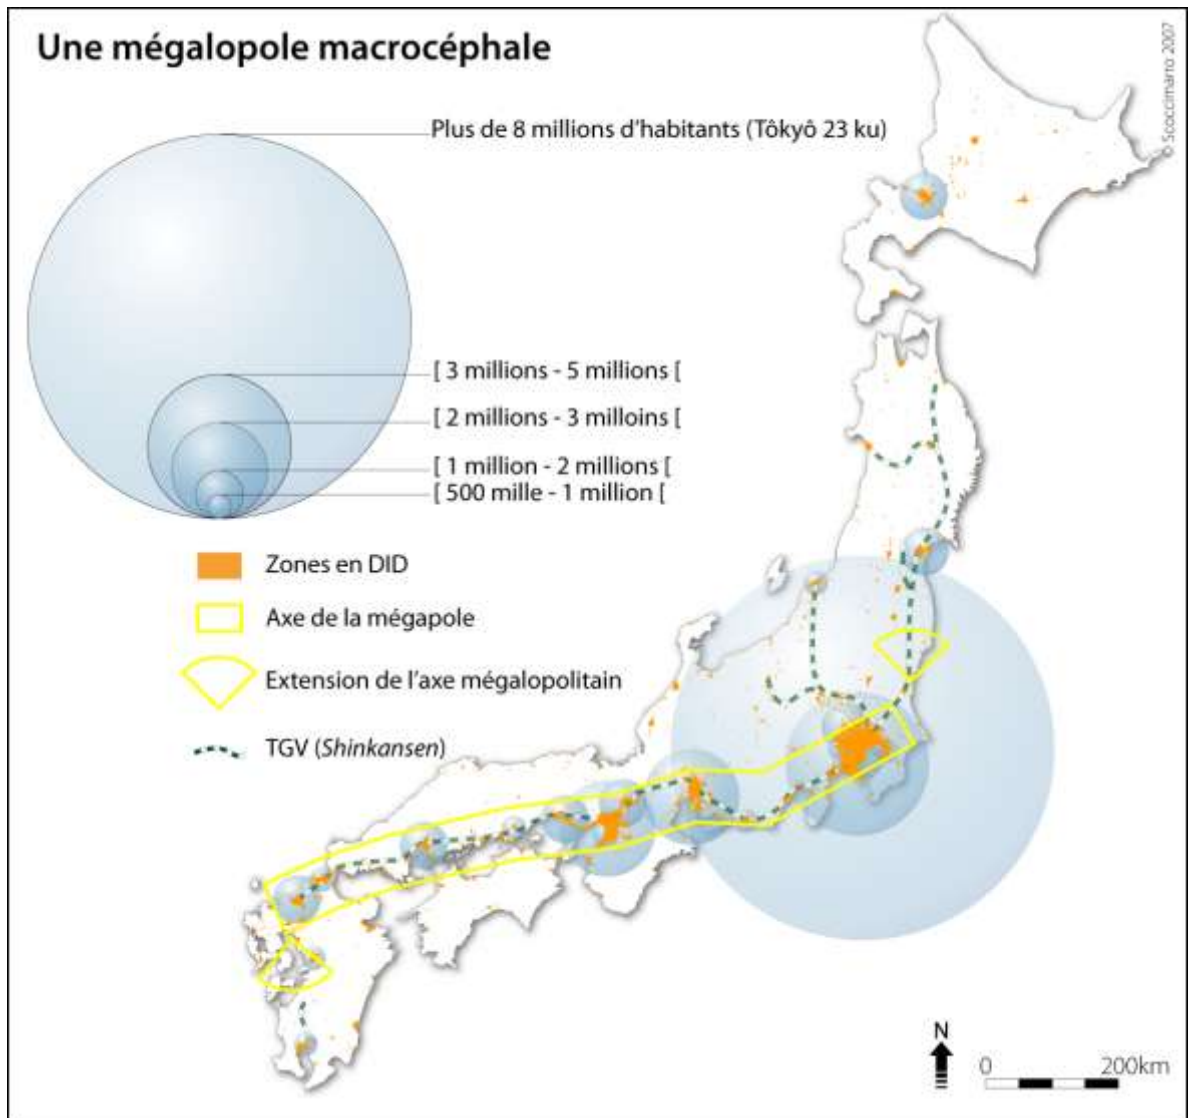 Une mégalopole macrocéphale
© Scoccimarro 2007
Plus de 8 millions d'habitants (Tôkyô 23 ku)
[ 3 millions - 5 millions [
[ 2 millions - 3 milloins [
[ 1 million - 2 millions [
[ 500 mille - 1 million [
Zones en DID
Axe de la mégapole
Extension de l'axe mégalopolitain
TGV (Shinkansen)
N
0 200km